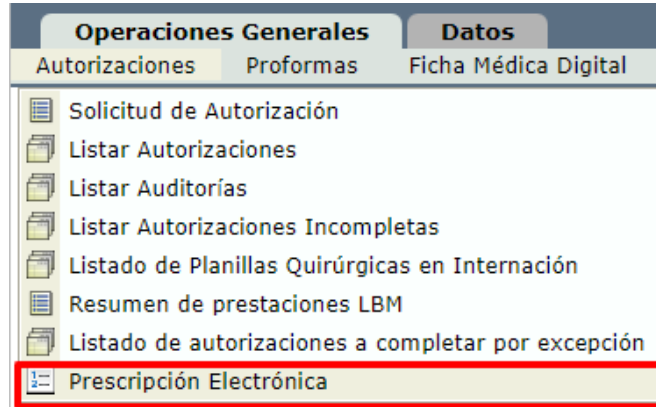 Operaciones Generales Datos
Autorizaciones Proformas Ficha Médica Digital
Solicitud de Autorización
Listar Autorizaciones
Listar Auditorías
Listar Autorizaciones Incompletas
Listado de Planillas Quirúrgicas en Internación
Resumen de prestaciones LBM
Listado de autorizaciones a completar por excepción
Prescripción Electrónica